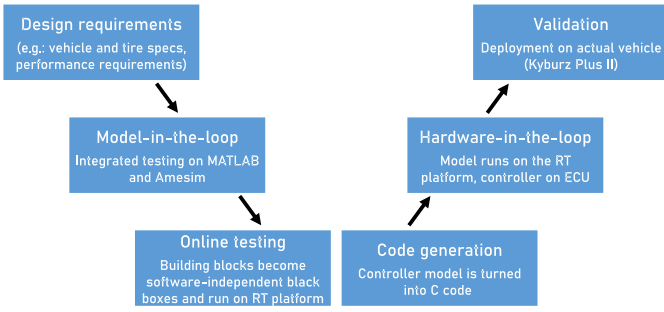 Design requirements
(e.g.: vehicle and tire specs,
performance requirements)
Model-in-the-loop
Integrated testing on MATLAB
and Amesim
Online testing
Building blocks become
software-independent black
boxes and run on RT platform
Code generation
Controller model is turned
into C code
Hardware-in-the-loop
Model runs on the RT
platform, controller on ECU
Validation
Deployment on actual vehicle
(Kyburz Plus II)